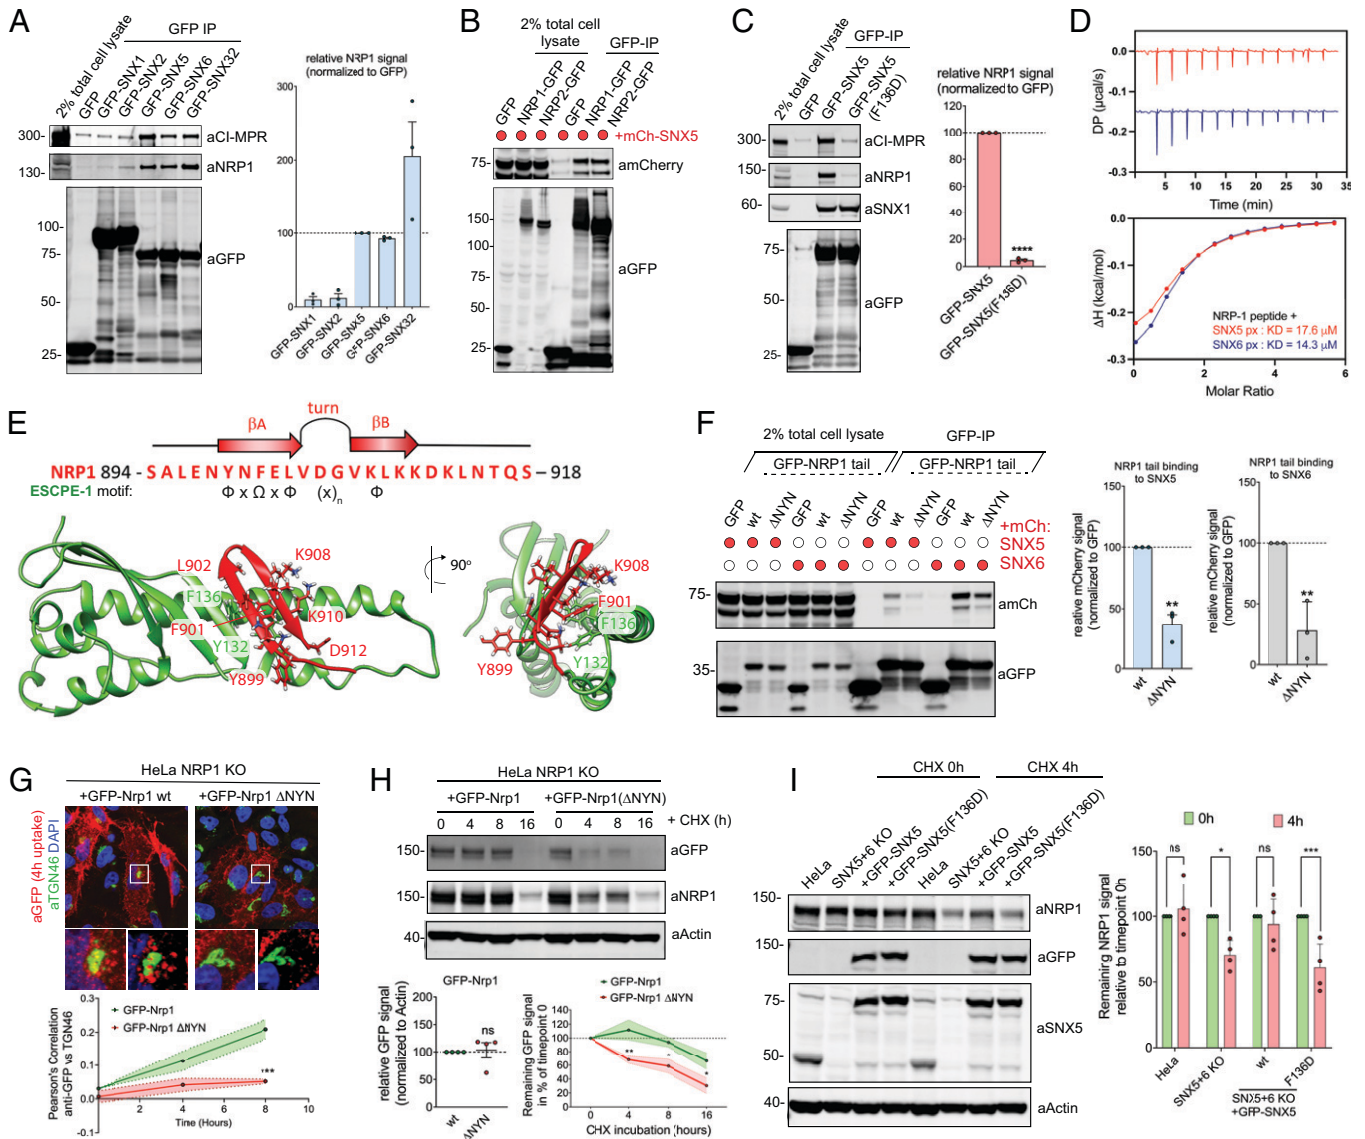 A
2% total cell lysate
GFP IP
GFP
GFP-SNX1
GFP-SNX2
GFP-SNX5
GFP-SNX6
GFP-SNX32
300-
aCI-MPR
130-
aNRP1
100-
75-
50-
25-
aGFP
relative NRP1 signal
(normalized to GFP)
300
200
100
100
GFP-SNX1
GFP-SNX2
GFP-SNX5
GFP-SNX6
GFP-SNX32
B
2% total cell
lysate
GFP-IP
GFP
NRP1-GFP
NRP2-GFP
GFP
NRP1-GFP
NRP2-GFP
+mCh-SNX5
75-
amCherry
150-
100-
75-
50-
37-
25-
aGFP
C
2% total cell lysate
GFP-IP
GFP
GFP-SNX5
GFP-SNX5
(F136D)
300-
aCI-MPR
150-
aNRP1
100-
60-
aSNX1
75-
50-
25-
aGFP
relative NRP1 signal
(normalized to GFP)
120
100
80
60
40
20
0
****
GFP-SNX5
GFP-SNX5(F136D)
D
DP (µcal/s)
0.0
-0.1
-0.2
-0.3
0 5 10 15 20 25 30 35
Time (min)
ΔH (kcal/mol)
0.0
-0.1
-0.2
-0.3
NRP-1 peptide +
SNX5 px : KD = 17.6 µM
SNX6 px : KD = 14.3 µM
0 2 4 6
Molar Ratio
E
βA
turn
βB
NRP1 894 - SALENYNFELVDGVKLKKDKLNTQS – 918
ESCPE-1 motif: Φ x Ω x Φ (x)n Φ
L902
F136
F901
Y132
Y899
K908
K910
D912
90°
K908
F901
F136
Y132
Y899
F
2% total cell lysate
GFP-IP
GFP-NRP1 tail
GFP-NRP1 tail
GFP
wt
ΔNYN
GFP
wt
ΔNYN
GFP
wt
ΔNYN
GFP
wt
ΔNYN
+mCh:
SNX5
SNX6
75-
amCh
35-
aGFP
NRP1 tail binding
to SNX5
relative mCherry signal
(normalized to GFP)
150
100
50
0
**
wt
ΔNYN
NRP1 tail binding
to SNX6
relative mCherry signal
(normalized to GFP)
150
100
50
0
**
wt
ΔNYN
G
HeLa NRP1 KO
+GFP-Nrp1 wt
+GFP-Nrp1 ΔNYN
aGFP (4h uptake)
aTGN46 DAPI
GFP-Nrp1
GFP-Nrp1 ΔNYN
Pearson's Correlation
anti-GFP vs TGN46
0.3
0.2
0.1
0.0
-0.1
2 4 6 8 10
Time (Hours)
H
HeLa NRP1 KO
+GFP-Nrp1
+GFP-Nrp1(ΔNYN)
0 4 8 16 0 4 8 16
+ CHX (h)
150-
aGFP
150-
aNRP1
40-
aActin
GFP-Nrp1
relative GFP signal
(normalized to Actin)
200
150
100
50
0
ns
wt
ΔNYN
GFP-Nrp1
GFP-Nrp1 ΔNYN
Remaining GFP signal
in % of timepoint 0
140
120
100
80
60
40
20
0
**
0 4 8 16
CHX incubation (hours)
I
CHX 0h
CHX 4h
HeLa
SNX5+6 KO
+GFP-SNX5
+GFP-SNX5(F136D)
HeLa
SNX5+6 KO
+GFP-SNX5
+GFP-SNX5(F136D)
150-
aNRP1
150-
aGFP
75-
50-
aSNX5
40-
aActin
0h
4h
Remaining NRP1 signal
relative to timepoint 0h
150
100
50
0
ns
*
ns
***
HeLa
SNX5+6 KO
wt
F136D
SNX5+6 KO
+GFP-SNX5